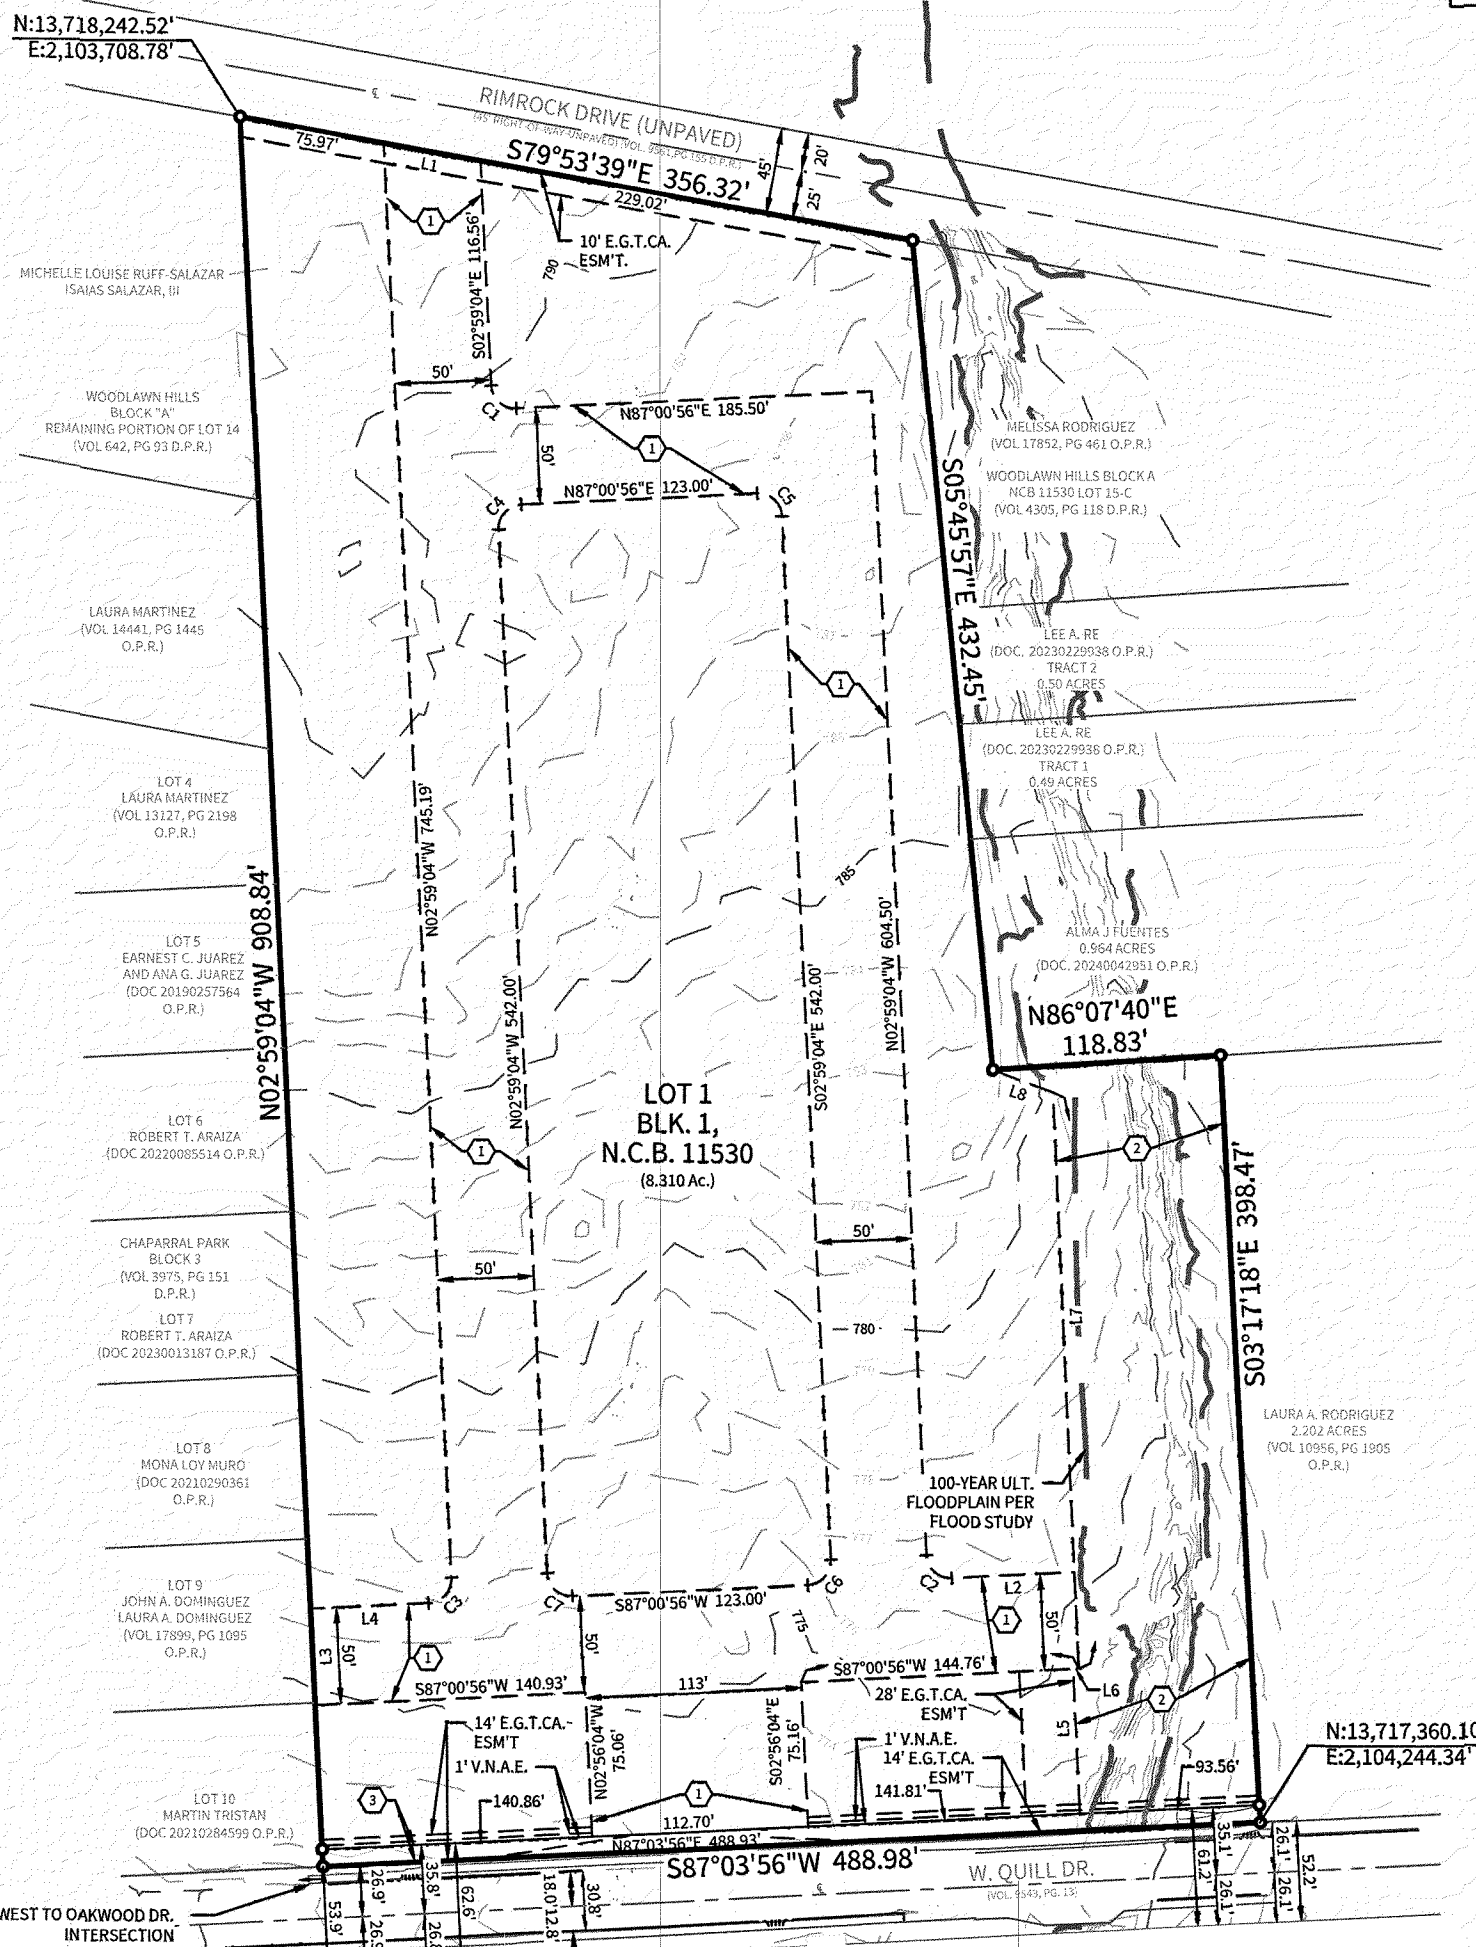 N:13,718,242.52'
E:2,103,708.78'
RIMROCK DRIVE (UNPAVED)
75.97'
L1
S79°53'39"E 356.32'
229.02'
45'
20'
25'
1
S02°59'04"E 116.56'
10' E.G.T.CA.
ESM'T.
790
MICHELLE LOUISE RUFF-SALAZAR
ISAIAS SALAZAR, III
50'
C1
N87°00'56"E 185.50'
WOODLAWN HILLS
BLOCK "A"
REMAINING PORTION OF LOT 14
(VOL 642, PG 93 D.P.R.)
50'
1
N87°00'56"E 123.00'
C4
C5
MELISSA RODRIGUEZ
(VOL 17852, PG 461 O.P.R.)
WOODLAWN HILLS BLOCK A
NCB 11530 LOT 15-C
(VOL 4305, PG 118 D.P.R.)
S05°45'57"E 432.45'
LAURA MARTINEZ
(VOL 14441, PG 1445
O.P.R.)
LEE A. RE
(DOC. 20230229938 O.P.R.)
TRACT 2
0.50 ACRES
1
LEE A. RE
(DOC. 20230229938 O.P.R.)
TRACT 1
0.49 ACRES
LOT 4
LAURA MARTINEZ
(VOL 13127, PG 2198
O.P.R.)
N02°59'04"W 745.19'
785
N02°59'04"W 908.84'
N02°59'04"W 604.50'
LOT 5
EARNEST C. JUAREZ
AND ANA G. JUAREZ
(DOC 20190257564
O.P.R.)
ALMA J FUENTES
0.964 ACRES
(DOC. 20240042951 O.P.R.)
N02°59'04"W 542.00'
S02°59'04"E 542.00'
N86°07'40"E
118.83'
L8
LOT 1
BLK. 1,
N.C.B. 11530
(8.310 Ac.)
LOT 6
ROBERT T. ARAIZA
(DOC 20220085514 O.P.R.)
1
2
S03°17'18"E 398.47'
CHAPARRAL PARK
BLOCK 3
(VOL 3975, PG 151
D.P.R.)
50'
50'
LOT 7
ROBERT T. ARAIZA
(DOC 20230013187 O.P.R.)
780
L7
LAURA A. RODRIGUEZ
2.202 ACRES
(VOL 10956, PG 1905
O.P.R.)
LOT 8
MONA LOY MURO
(DOC 20210290361
O.P.R.)
100-YEAR ULT.
FLOODPLAIN PER
FLOOD STUDY
LOT 9
JOHN A. DOMINGUEZ
LAURA A. DOMINGUEZ
(VOL 17899, PG 1095
O.P.R.)
L4
C3
C7
S87°00'56"W 123.00'
C6
C2
L2
L3
50'
1
50'
775
1
50'
S87°00'56"W 140.93'
113'
S87°00'56"W 144.76'
28' E.G.T.CA.
ESM'T
L6
2
L5
14' E.G.T.CA.
ESM'T
N02°56'04"W
75.06'
S02°56'04"E
75.16'
1' V.N.A.E.
14' E.G.T.CA.
ESM'T
N:13,717,360.10
E:2,104,244.34'
1' V.N.A.E.
140.86'
141.81'
93.56'
3
1
LOT 10
MARTIN TRISTAN
(DOC 20210284599 O.P.R.)
112.70'
N87°03'56"E 488.93'
S87°03'56"W 488.98'
W. QUILL DR.
53.9'
26.9'
35.8'
62.6'
18.0'
12.8'
30.8'
61.2'
35.1'
26.1'
26.1'
26.1'
52.2'
WEST TO OAKWOOD DR.
INTERSECTION